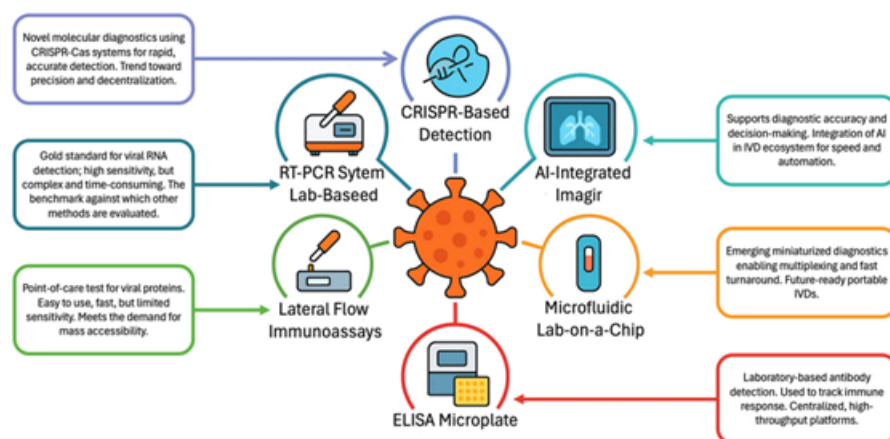 Novel molecular diagnostics using
CRISPR-Cas systems for rapid,
accurate detection. Trend toward
precision and decentralization.
CRISPR-Based
Detection
Gold standard for viral RNA
detection; high sensitivity, but
complex and time-consuming. The
benchmark against which other
methods are evaluated.
RT-PCR Sytem
Lab-Baseed
AI-Integrated
Imagir
Supports diagnostic accuracy and
decision-making. Integration of AI
in IVD ecosystem for speed and
automation.
Point-of-care test for viral proteins.
Easy to use, fast, but limited
sensitivity. Meets the demand for
mass accessibility.
Lateral Flow
Immunoassays
Microfluidic
Lab-on-a-Chip
Emerging miniaturized diagnostics
enabling multiplexing and fast
turnaround. Future-ready portable
IVDs.
ELISA Microplate
Laboratory-based antibody
detection. Used to track immune
response. Centralized, high-
throughput platforms.